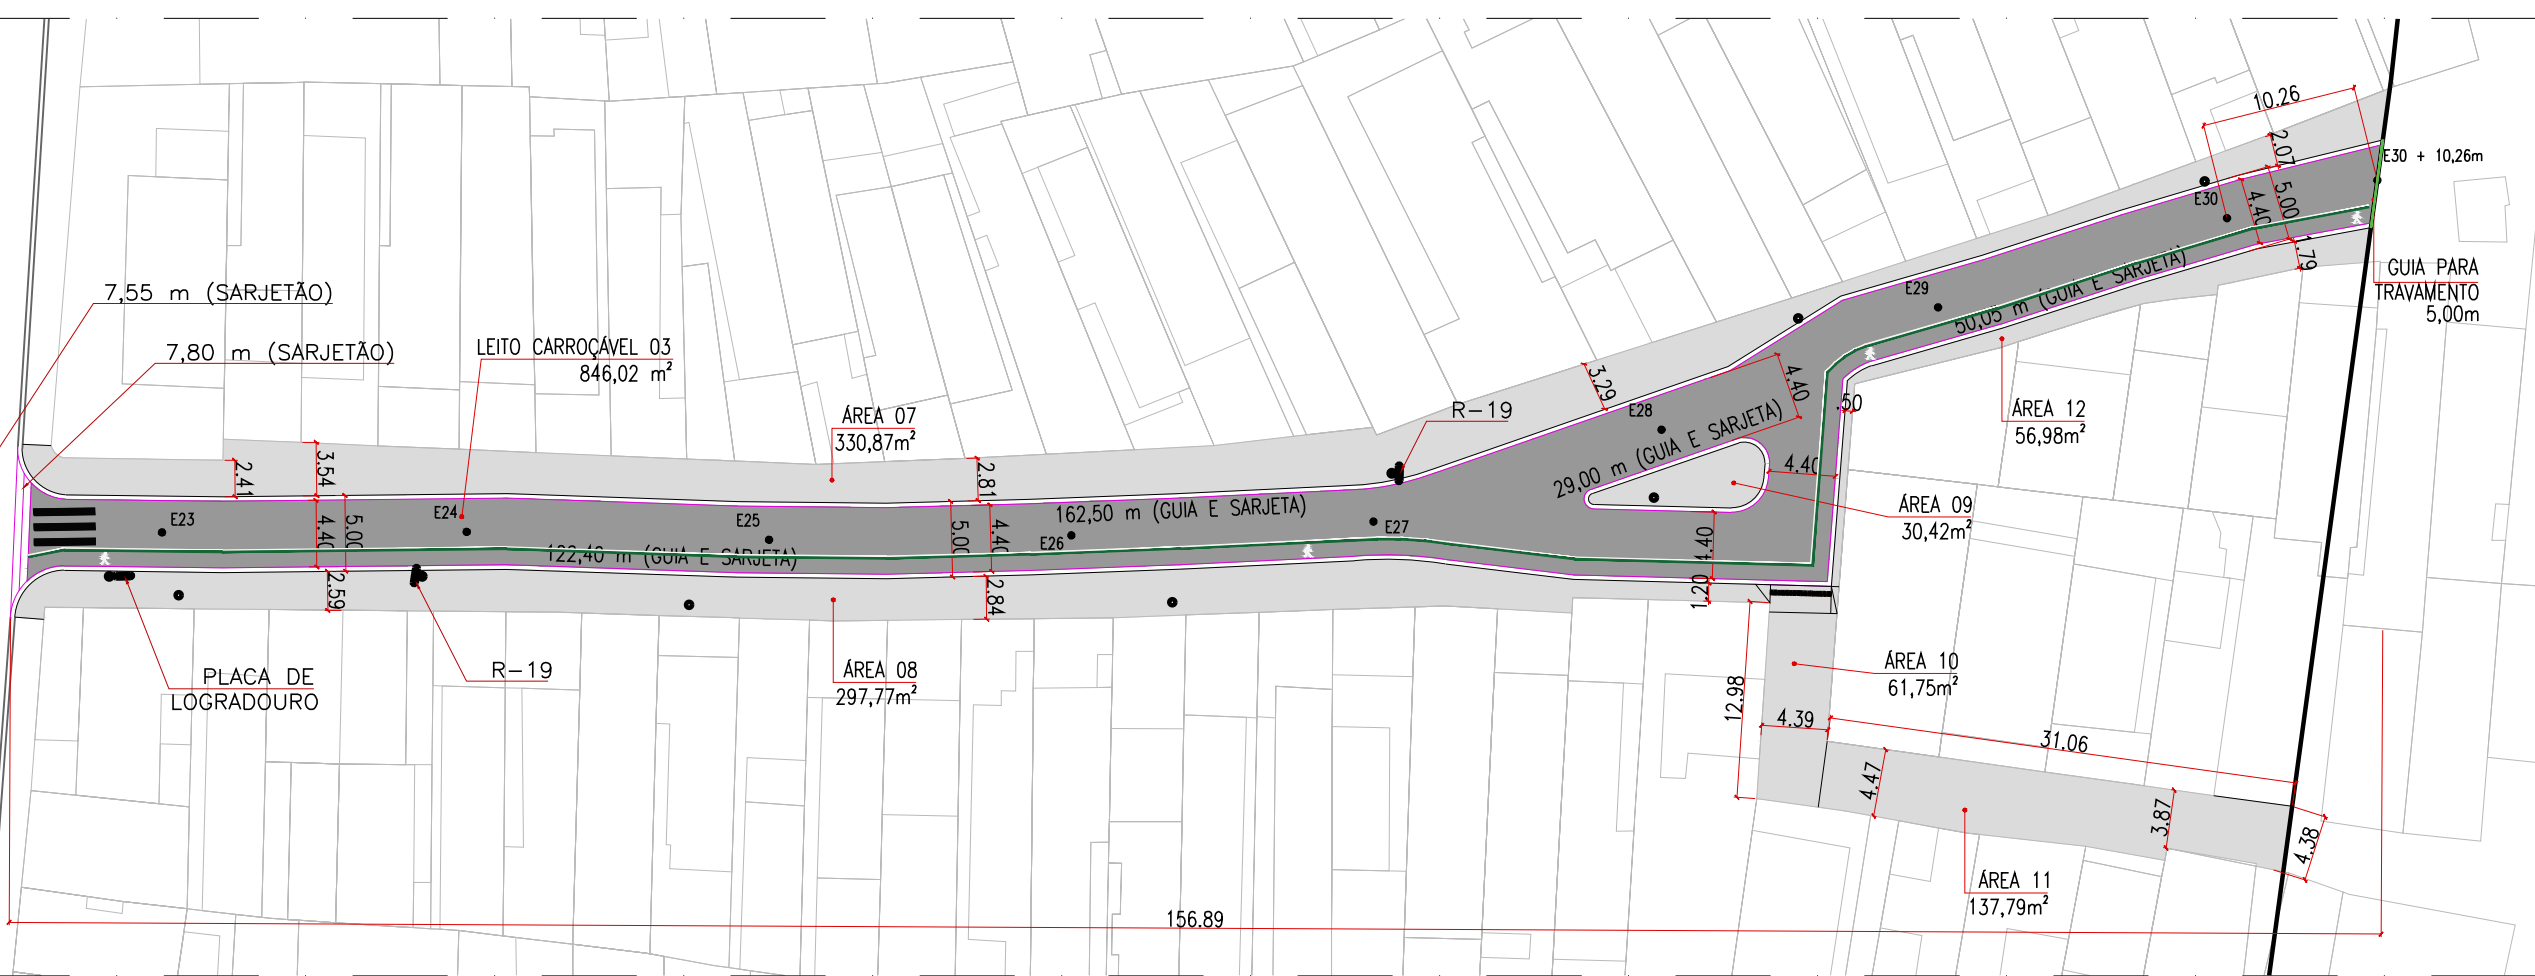 10.26
2.07
E30 + 10,26m
E30
5.00
4.40
1.79
GUIA PARA
TRAVAMENTO
5,00m
7,55 m (SARJETÃO)
7,80 m (SARJETÃO)
LEITO CARROÇÁVEL 03
846,02 m²
E29
50,05 m (GUIA E SARJETA)
ÁREA 07
330,87m²
3.29
R-19
E28
4.40
.50
ÁREA 12
56,98m²
29,00 m (GUIA E SARJETA)
4.40
2.41
3.54
2.81
ÁREA 09
30,42m²
E23
4.40
5.00
E24
E25
5.00
4.40
E26
162,50 m (GUIA E SARJETA)
E27
122,40 m (GUIA E SARJETA)
4.40
2.59
2.84
1.20
PLACA DE
LOGRADOURO
R-19
ÁREA 08
297,77m²
ÁREA 10
61,75m²
12.98
4.39
31.06
4.47
3.87
4.38
ÁREA 11
137,79m²
156.89